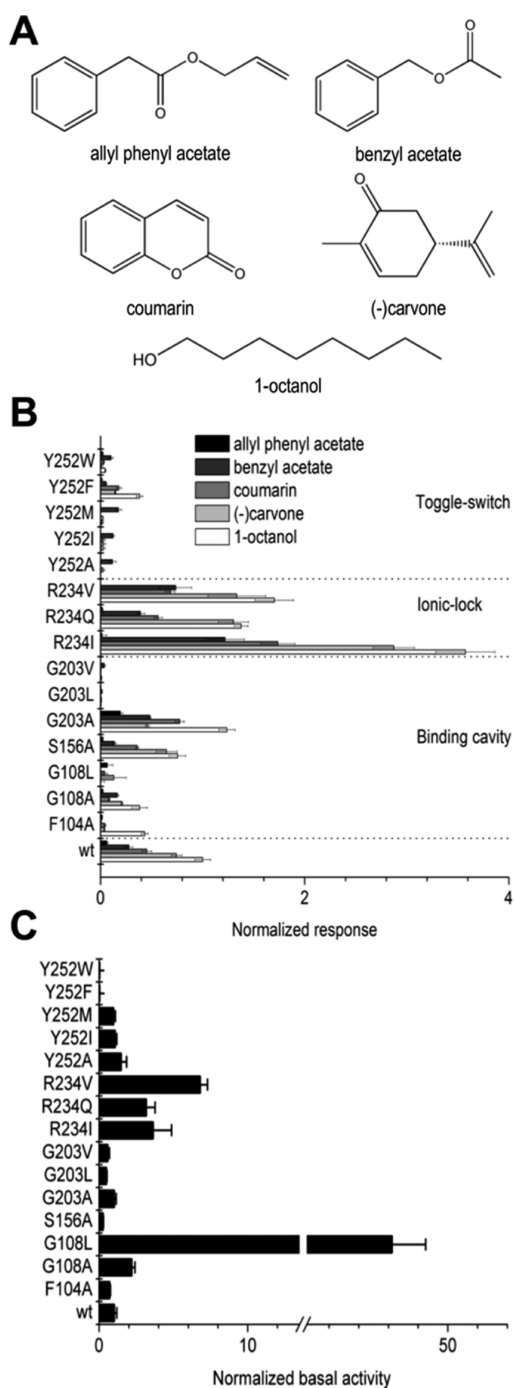 A
O
O
allyl phenyl acetate
O
O
benzyl acetate
O
O
O
coumarin
(-)carvone
HO
1-octanol
B
allyl phenyl acetate
benzyl acetate
coumarin
(-)carvone
1-octanol
Y252W
Y252F
Y252M
Y252I
Y252A
Toggle-switch
R234V
R234Q
R234I
Ionic-lock
G203V
G203L
G203A
S156A
G108L
G108A
F104A
Binding cavity
wt
0 2 4
Normalized response
C
Y252W
Y252F
Y252M
Y252I
Y252A
R234V
R234Q
R234I
G203V
G203L
G203A
S156A
G108L
G108A
F104A
wt
0 10 50
Normalized basal activity